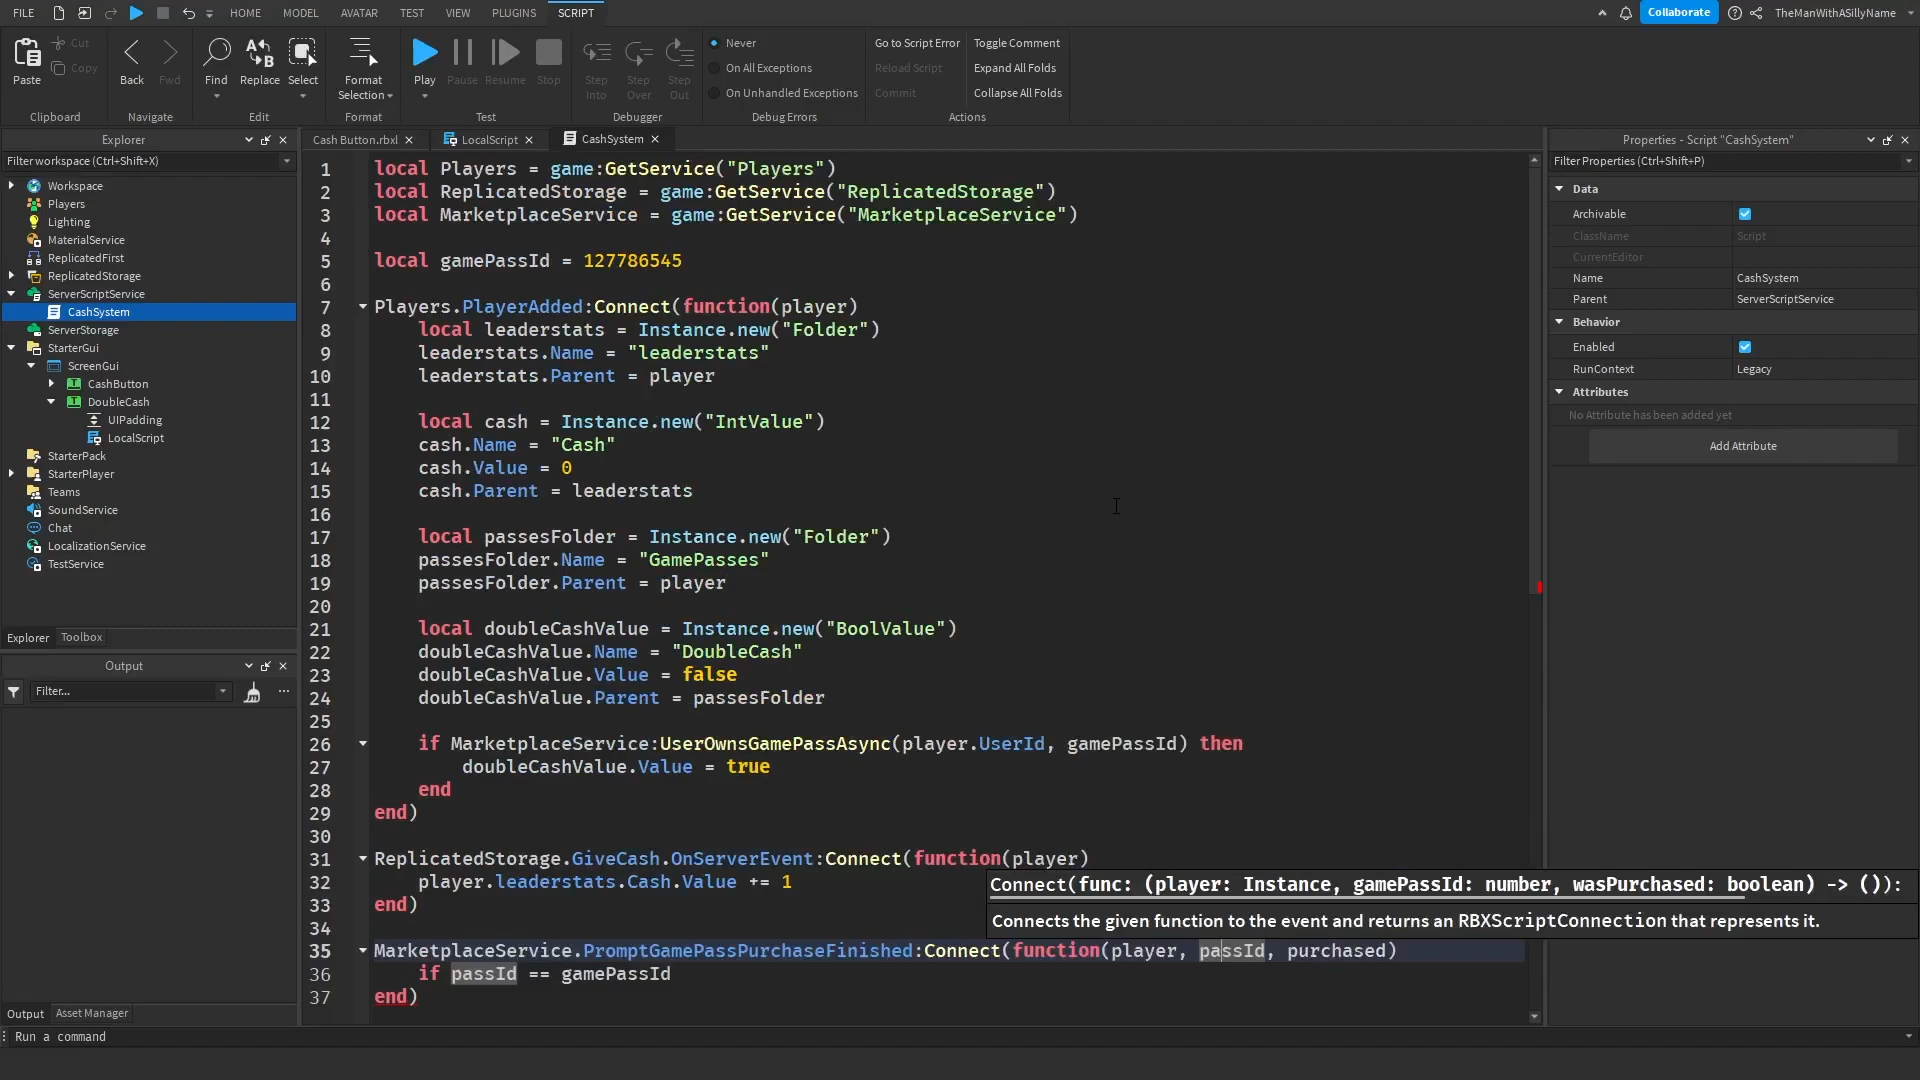 FILE HOME MODEL AVATAR TEST VIEW PLUGINS SCRIPT Collaborate TheManWithASillyName
Paste Cut Copy
Back Fwd
Find Replace Select
Format Selection
Play Pause Resume Stop
Step Into Step Over Step Out
Never
On All Exceptions
On Unhandled Exceptions
Go to Script Error
Reload Script
Commit
Toggle Comment
Expand All Folds
Collapse All Folds
Clipboard Navigate Edit Format Test Debugger Debug Errors Actions
Explorer
Filter workspace (Ctrl+Shift+X)
Workspace
Players
Lighting
MaterialService
ReplicatedFirst
ReplicatedStorage
ServerScriptService
CashSystem
ServerStorage
StarterGui
ScreenGui
CashButton
DoubleCash
UIPadding
LocalScript
StarterPack
StarterPlayer
Teams
SoundService
Chat
LocalizationService
TestService
Explorer Toolbox
Output
Filter...
Output Asset Manager
Run a command
Cash Button.rbxl LocalScript CashSystem
1 local Players = game:GetService("Players")
2 local ReplicatedStorage = game:GetService("ReplicatedStorage")
3 local MarketplaceService = game:GetService("MarketplaceService")
4
5 local gamePassId = 127786545
6
7 Players.PlayerAdded:Connect(function(player)
8 local leaderstats = Instance.new("Folder")
9 leaderstats.Name = "leaderstats"
10 leaderstats.Parent = player
11
12 local cash = Instance.new("IntValue")
13 cash.Name = "Cash"
14 cash.Value = 0
15 cash.Parent = leaderstats
16
17 local passesFolder = Instance.new("Folder")
18 passesFolder.Name = "GamePasses"
19 passesFolder.Parent = player
20
21 local doubleCashValue = Instance.new("BoolValue")
22 doubleCashValue.Name = "DoubleCash"
23 doubleCashValue.Value = false
24 doubleCashValue.Parent = passesFolder
25
26 if MarketplaceService:UserOwnsGamePassAsync(player.UserId, gamePassId) then
27 doubleCashValue.Value = true
28 end
29 end)
30
31 ReplicatedStorage.GiveCash.OnServerEvent:Connect(function(player)
32 player.leaderstats.Cash.Value += 1
33 end)
34
Connect(func: (player: Instance, gamePassId: number, wasPurchased: boolean) -> ()):
Connects the given function to the event and returns an RBXScriptConnection that represents it.
35 MarketplaceService.PromptGamePassPurchaseFinished:Connect(function(player, passId, purchased)
36 if passId == gamePassId
37 end)
Properties - Script "CashSystem"
Filter Properties (Ctrl+Shift+P)
Data
Archivable
ClassName Script
CurrentEditor
Name CashSystem
Parent ServerScriptService
Behavior
Enabled
RunContext Legacy
Attributes
No Attribute has been added yet
Add Attribute